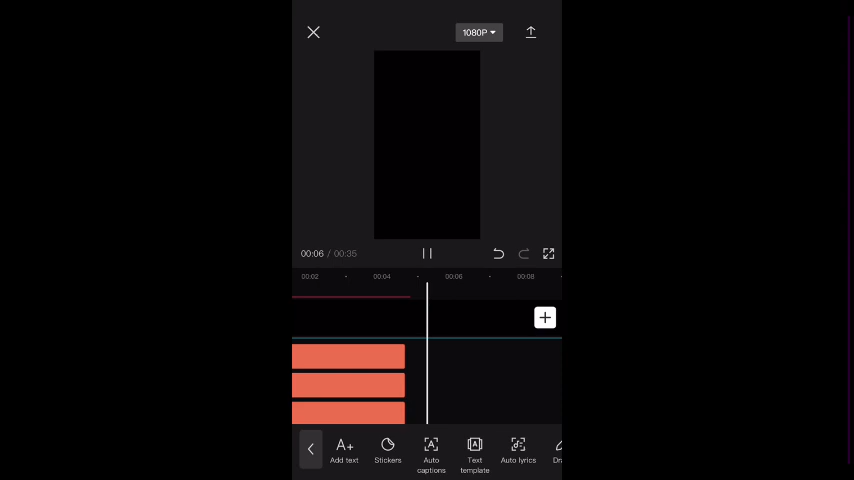 1080P
00:06 / 00:35
00:02 00:04 00:06 00:08
A+ A A
Add text Stickers Auto captions Text template Auto lyrics